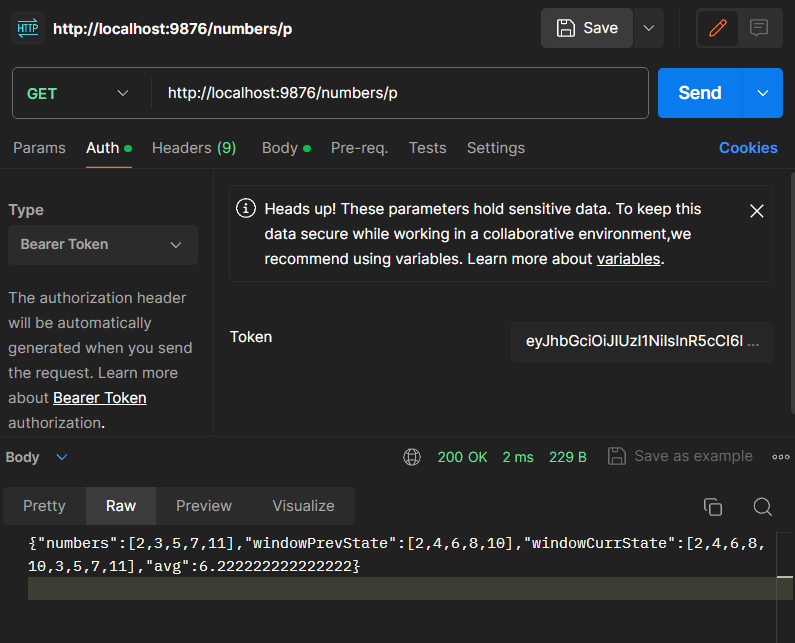 HTTP http://localhost:9876/numbers/p Save
GET http://localhost:9876/numbers/p Send
Params Auth Headers (9) Body Pre-req. Tests Settings Cookies
Type
Bearer Token
The authorization header
will be automatically
generated when you send
the request. Learn more
about Bearer Token
authorization.
Heads up! These parameters hold sensitive data. To keep this
data secure while working in a collaborative environment,we
recommend using variables. Learn more about variables.
Token eyJhbGciOiJIUzI1NiIsInR5cCI6I ...
Body 200 OK 2 ms 229 B Save as example
Pretty Raw Preview Visualize
{"numbers":[2,3,5,7,11],"windowPrevState":[2,4,6,8,10],"windowCurrState":[2,4,6,8,
10,3,5,7,11],"avg":6.222222222222222}